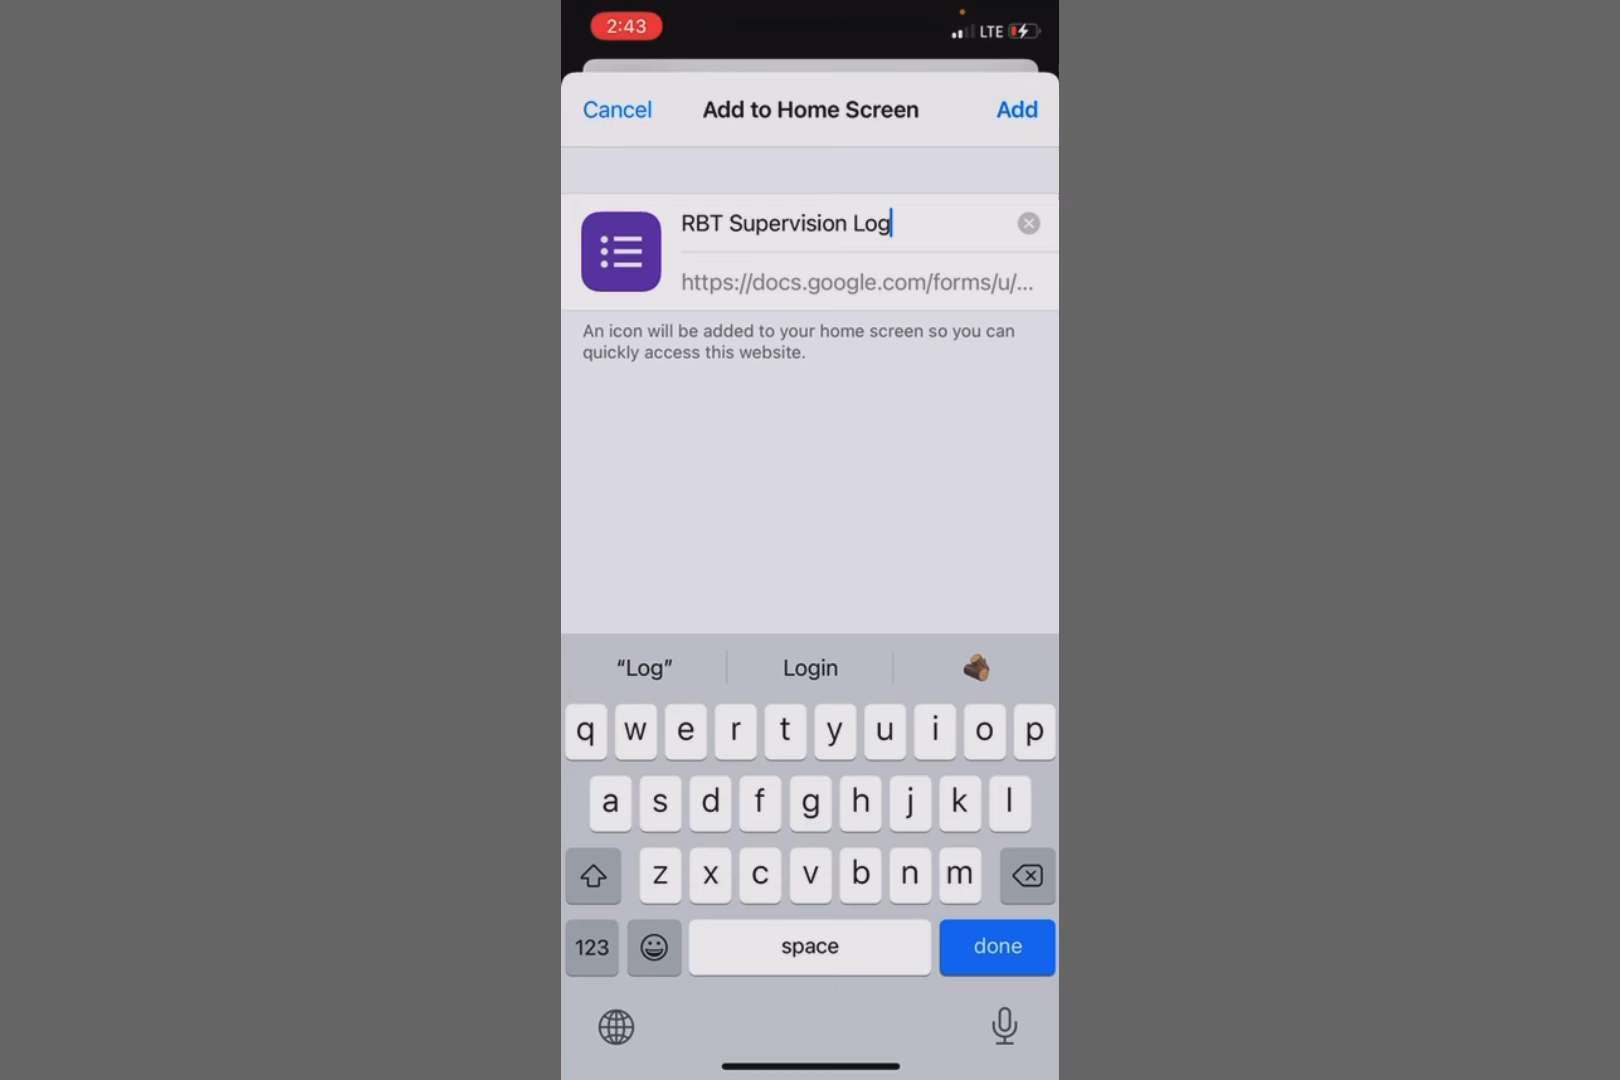 2:43
LTE
Cancel
Add to Home Screen
Add
RBT Supervision Log
https://docs.google.com/forms/u/...
An icon will be added to your home screen so you can
quickly access this website.
“Log”
Login
q w e r t y u i o p
a s d f g h j k l
z x c v b n m
123
space
done